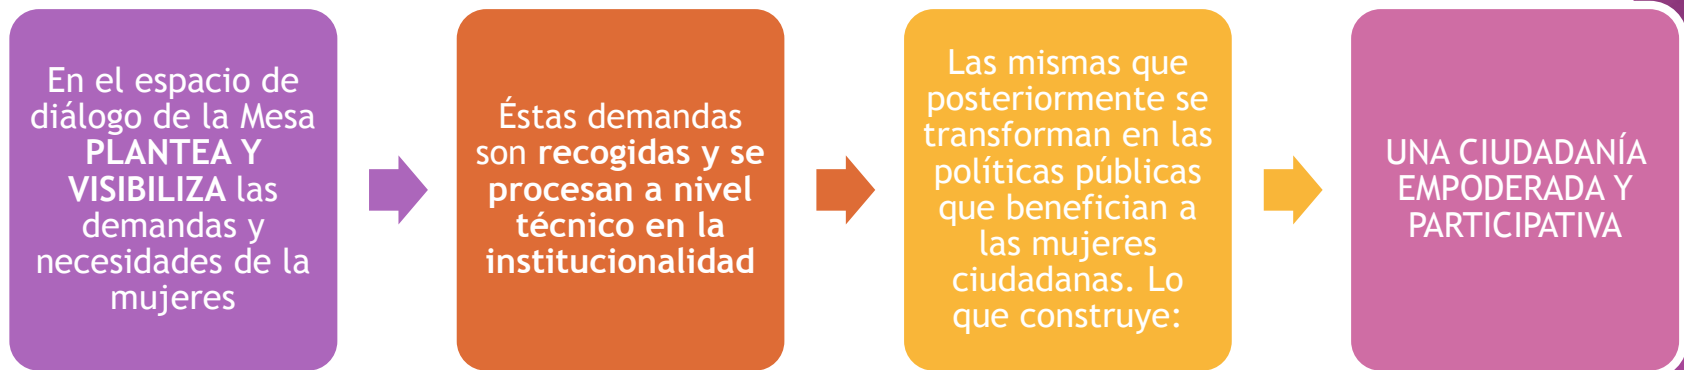 En el espacio de
diálogo de la Mesa
PLANTEA Y
VISIBILIZA las
demandas y
necesidades de la
mujeres
Éstas demandas
son recogidas y se
procesan a nivel
técnico en la
institucionalidad
Las mismas que
posteriormente se
transforman en las
políticas públicas
que benefician a
las mujeres
ciudadanas. Lo
que construye:
UNA CIUDADANÍA
EMPODERADA Y
PARTICIPATIVA